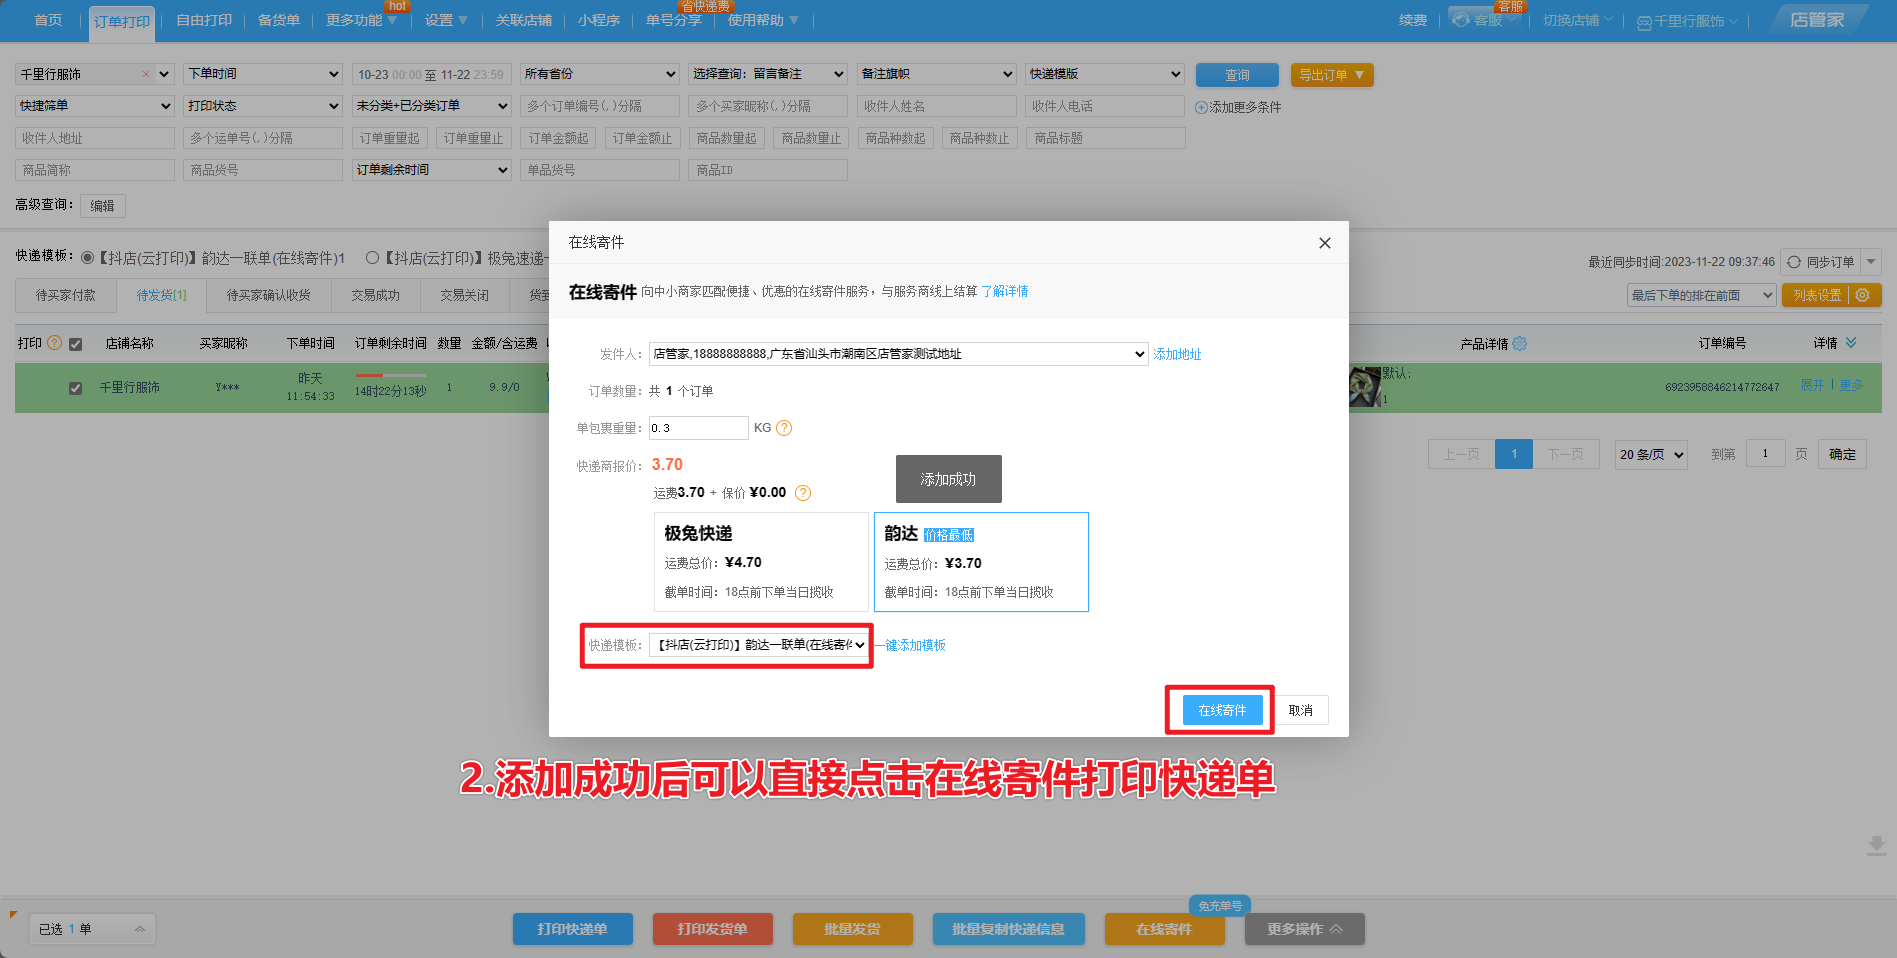 首页 订单打印 自由打印 备货单 更多功能 hot 设置 关联店铺 小程序 单号分享 省快递费 使用帮助 续费 客服 客服 切换店铺 千里行服饰 店管家
千里行服饰 × 下单时间 10-23 00:00 至 11-22 23:59 所有省份 选择查询：留言备注 备注旗帜 快递模版 查询 导出订单
快捷筛单 打印状态 未分类+已分类订单 多个订单编号(,)分隔 多个买家昵称(,)分隔 收件人姓名 收件人电话 添加更多条件
收件人地址 多个运单号(,)分隔 订单重量起 订单重量止 订单金额起 订单金额止 商品数量起 商品数量止 商品种数起 商品种数止 商品标题
商品简称 商品货号 订单剩余时间 单品货号 商品ID
高级查询： 编辑
快递模板： 【抖店(云打印)】韵达一联单(在线寄件)1 【抖店(云打印)】极兔速递一
最近同步时间:2023-11-22 09:37:46 同步订单
待买家付款 待发货[1] 待买家确认收货 交易成功 交易关闭 货到
最后下单的排在前面 列表设置
打印 店铺名称 买家昵称 下单时间 订单剩余时间 数量 金额/含运费 产品详情 订单编号 详情
千里行服饰 Y*** 昨天 11:54:33 14时22分13秒 1 9.9/0 默认; 1 6923958846214772647 展开 更多
上一页 1 下一页 20 条/页 到第 1 页 确定
在线寄件
在线寄件 向中小商家匹配便捷、优惠的在线寄件服务，与服务商线上结算 了解详情
发件人： 店管家,18888888888,广东省汕头市潮南区店管家测试地址 添加地址
订单数量： 共 1 个订单
单包裹重量： 0.3 KG
快递商报价： 3.70
运费3.70 + 保价 ¥0.00
添加成功
极兔快递
运费总价： ¥4.70
截单时间： 18点前下单当日揽收
韵达 价格最低
运费总价： ¥3.70
截单时间： 18点前下单当日揽收
快递模板： 【抖店(云打印)】韵达一联单(在线寄件 一键添加模板
在线寄件 取消
2.添加成功后可以直接点击在线寄件打印快递单
已选 1 单 打印快递单 打印发货单 批量发货 批量复制快递信息 在线寄件 免充单号 更多操作